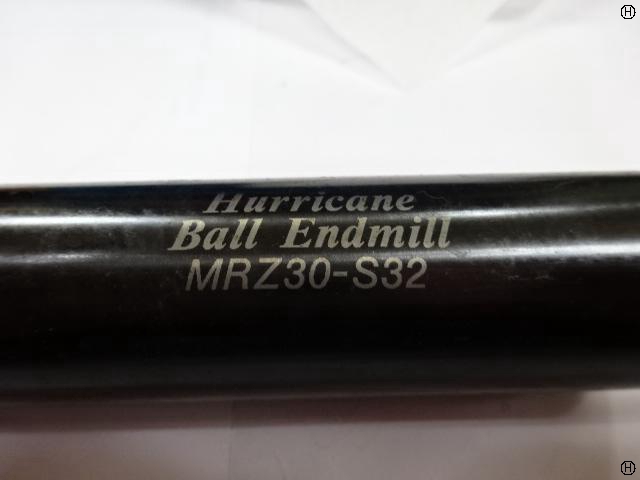 Hurricane
Ball Endmill
MRZ30-S32
H
H